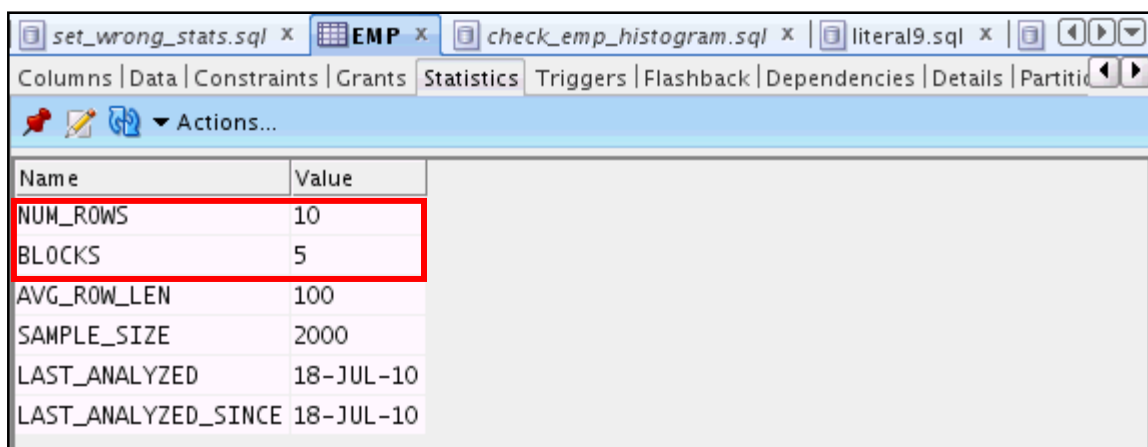 set_wrong_stats.sql x EMP x check_emp_histogram.sql x literal9.sql x
Columns Data Constraints Grants Statistics Triggers Flashback Dependencies Details
Actions...
Name Value
NUM_ROWS 10
BLOCKS 5
AVG_ROW_LEN 100
SAMPLE_SIZE 2000
LAST_ANALYZED 18-JUL-10
LAST_ANALYZED_SINCE 18-JUL-10